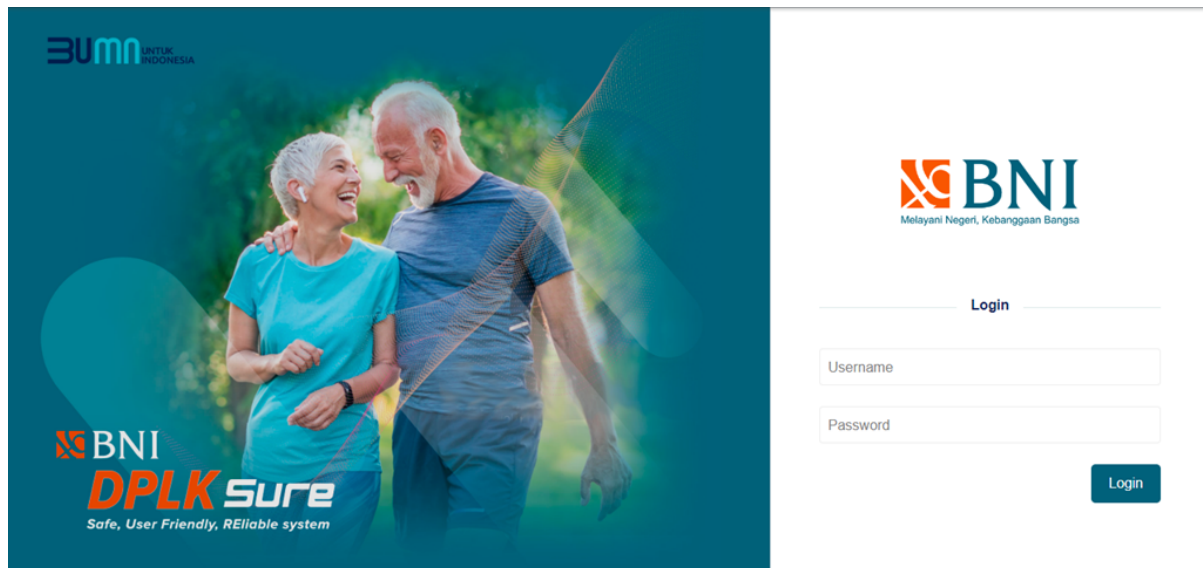 BUMN UNTUK
INDONESIA
BNI
DPLK Sure
Safe, User Friendly, REliable system
BNI
Melayani Negeri, Kebanggaan Bangsa
Login
Username
Password
Login